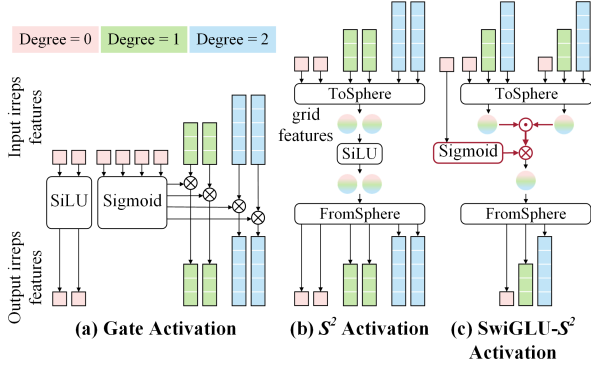 Degree = 0
Degree = 1
Degree = 2
Input irreps
features
Output irreps
features
SiLU
Sigmoid
(a) Gate Activation
ToSphere
grid
features
SiLU
FromSphere
(b) S² Activation
ToSphere
Sigmoid
FromSphere
(c) SwiGLU-S²
Activation